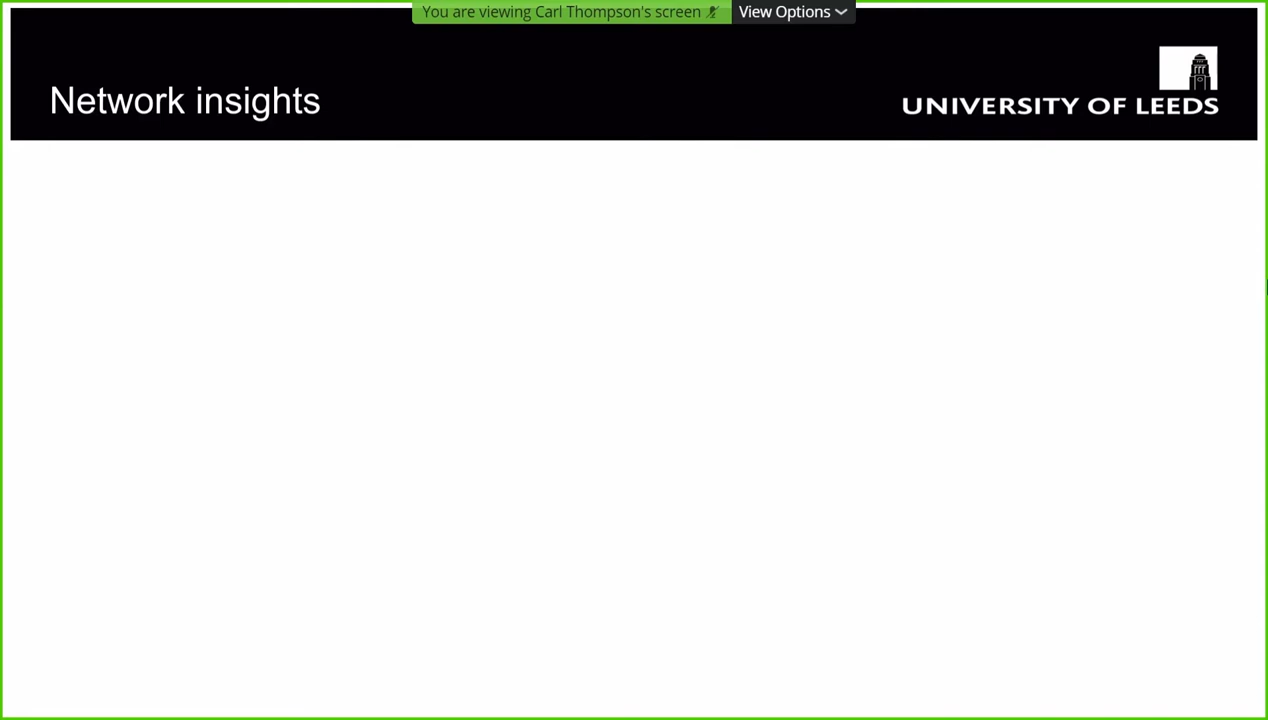 You are viewing Carl Thompson's screen
View Options
Network insights
UNIVERSITY OF LEEDS